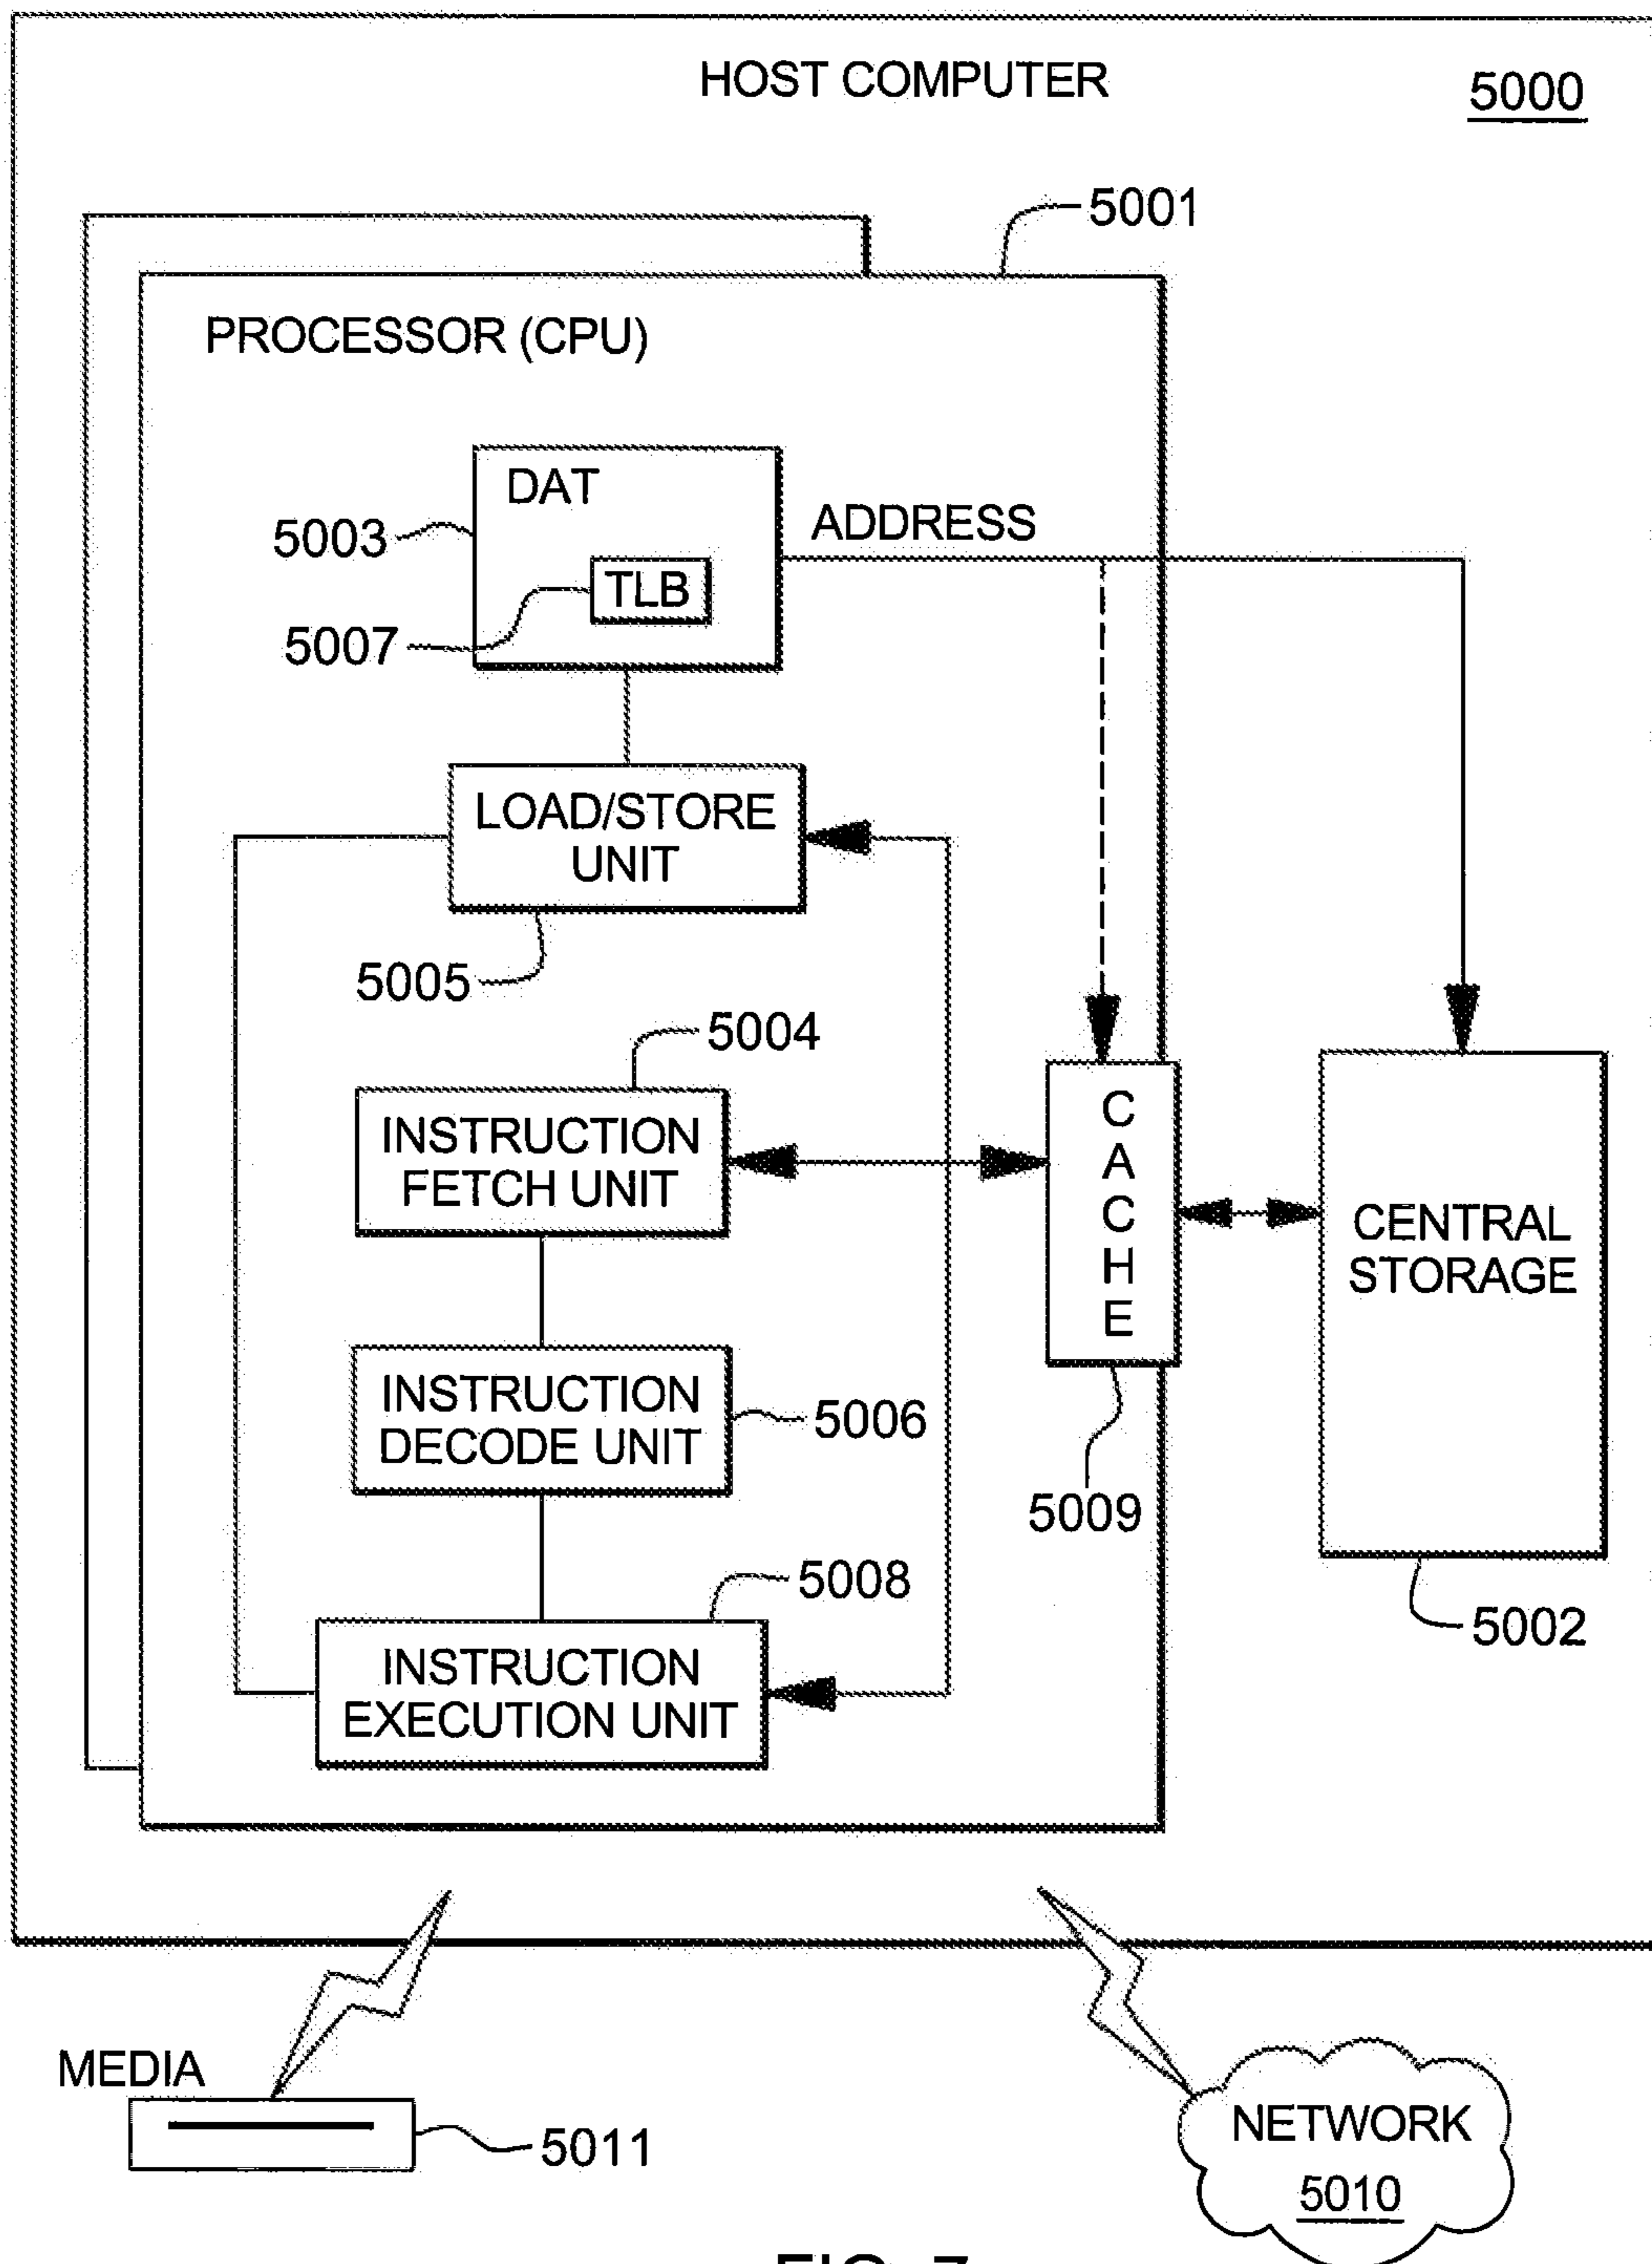 HOST COMPUTER
5000
5001
PROCESSOR (CPU)
DAT
ADDRESS
5003
TLB
5007
LOAD/STORE
UNIT
5005
5004
INSTRUCTION
FETCH UNIT
CACHE
CENTRAL
STORAGE
INSTRUCTION
DECODE UNIT
5006
5009
5008
5002
INSTRUCTION
EXECUTION UNIT
MEDIA
5011
NETWORK
5010